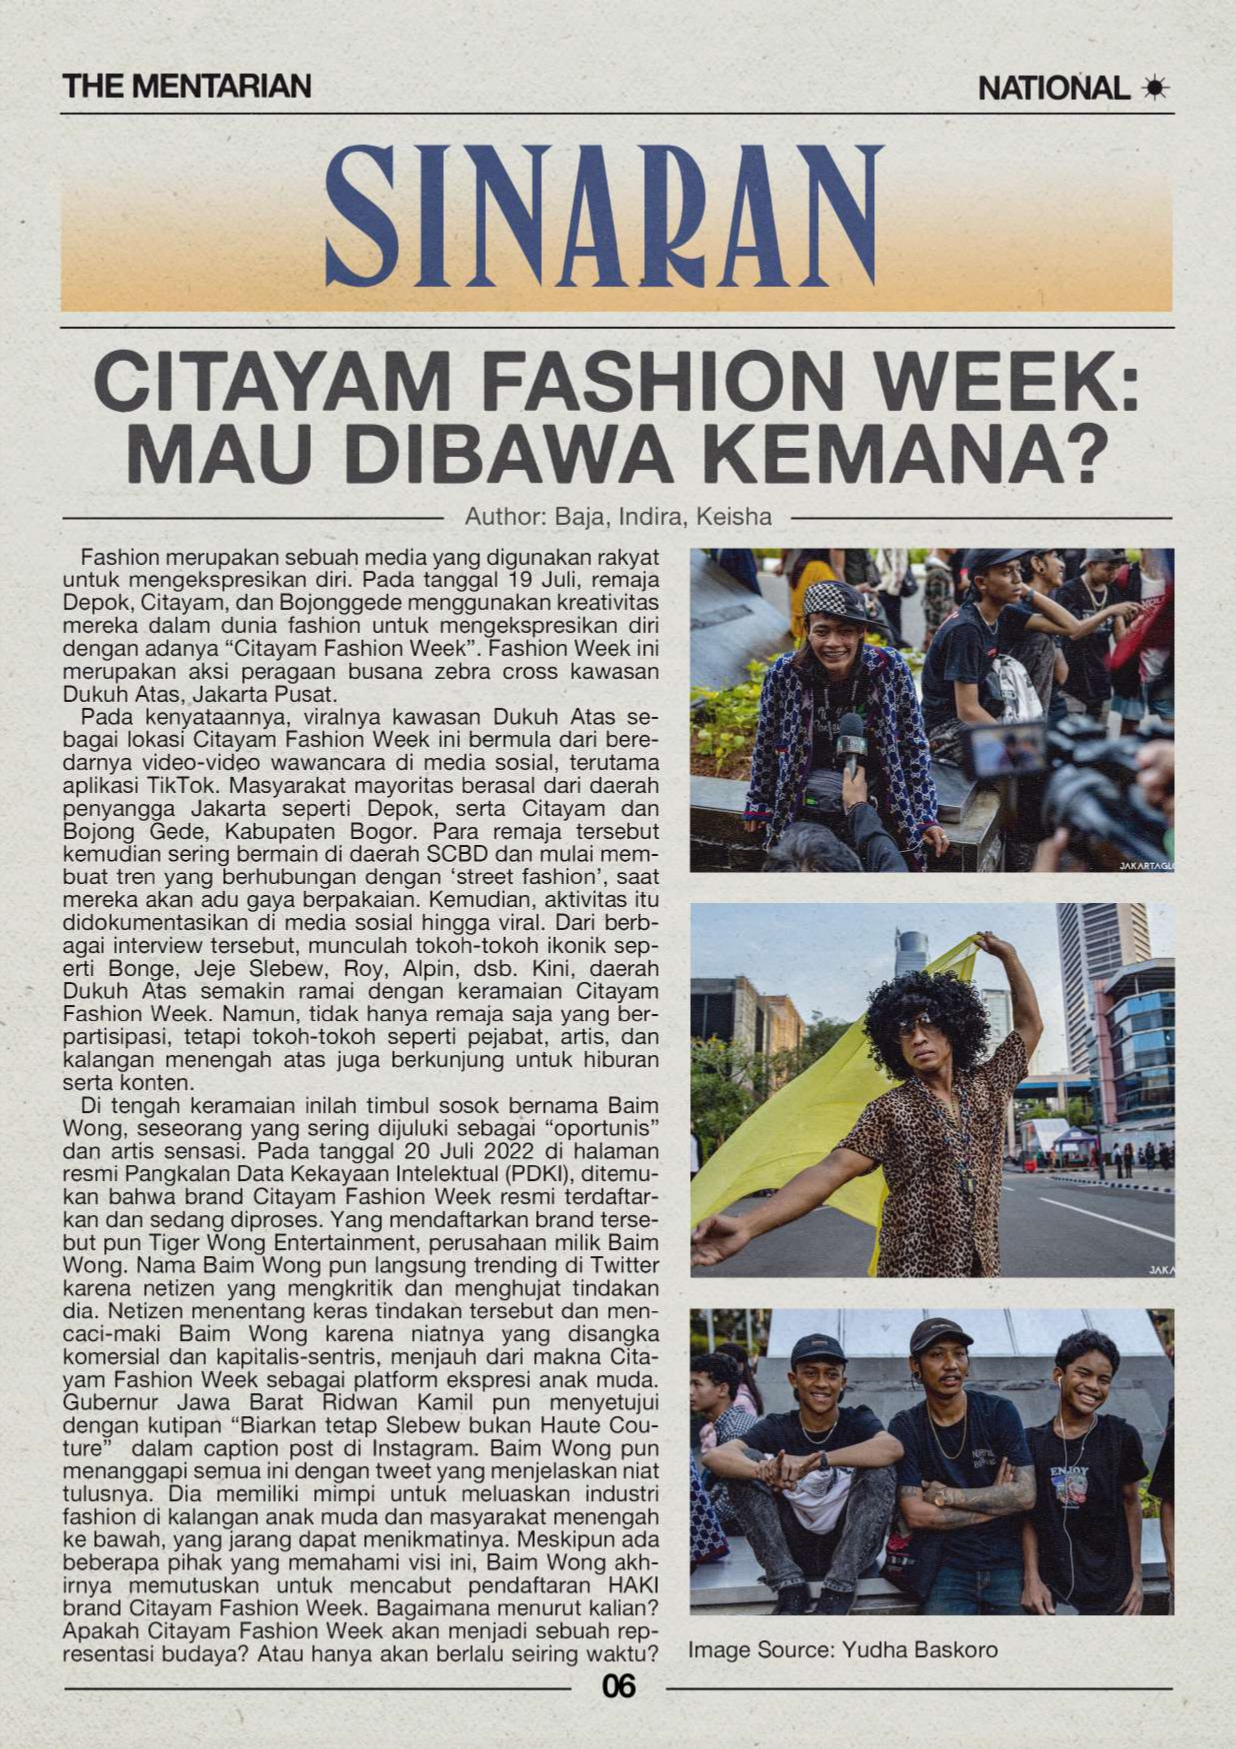 THE MENTARIAN
NATIONAL
SINARAN
CITAYAM FASHION WEEK:
MAU DIBAWA KEMANA?
Author: Baja, Indira, Keisha
Fashion merupakan sebuah media yang digunakan rakyat
untuk mengekspresikan diri. Pada tanggal 19 Juli, remaja
Depok, Citayam, dan Bojonggede menggunakan kreativitas
mereka dalam dunia fashion untuk mengekspresikan diri
dengan adanya “Citayam Fashion Week”. Fashion Week ini
merupakan aksi peragaan busana zebra cross kawasan
Dukuh Atas, Jakarta Pusat.
Pada kenyataannya, viralnya kawasan Dukuh Atas se-
bagai lokasi Citayam Fashion Week ini bermula dari bere-
darnya video-video wawancara di media sosial, terutama
aplikasi TikTok. Masyarakat mayoritas berasal dari daerah
penyangga Jakarta seperti Depok, serta Citayam dan
Bojong Gede, Kabupaten Bogor. Para remaja tersebut
kemudian sering bermain di daerah SCBD dan mulai mem-
buat tren yang berhubungan dengan ‘street fashion’, saat
mereka akan adu gaya berpakaian. Kemudian, aktivitas itu
didokumentasikan di media sosial hingga viral. Dari berb-
agai interview tersebut, munculah tokoh-tokoh ikonik sep-
erti Bonge, Jeje Slebew, Roy, Alpin, dsb. Kini, daerah
Dukuh Atas semakin ramai dengan keramaian Citayam
Fashion Week. Namun, tidak hanya remaja saja yang ber-
partisipasi, tetapi tokoh-tokoh seperti pejabat, artis, dan
kalangan menengah atas juga berkunjung untuk hiburan
serta konten.
Di tengah keramaian inilah timbul sosok bernama Baim
Wong, seseorang yang sering dijuluki sebagai “oportunis”
dan artis sensasi. Pada tanggal 20 Juli 2022 di halaman
resmi Pangkalan Data Kekayaan Intelektual (PDKI), ditemu-
kan bahwa brand Citayam Fashion Week resmi terdaftar-
kan dan sedang diproses. Yang mendaftarkan brand terse-
but pun Tiger Wong Entertainment, perusahaan milik Baim
Wong. Nama Baim Wong pun langsung trending di Twitter
karena netizen yang mengkritik dan menghujat tindakan
dia. Netizen menentang keras tindakan tersebut dan men-
caci-maki Baim Wong karena niatnya yang disangka
komersial dan kapitalis-sentris, menjauh dari makna Cita-
yam Fashion Week sebagai platform ekspresi anak muda.
Gubernur Jawa Barat Ridwan Kamil pun menyetujui
dengan kutipan “Biarkan tetap Slebew bukan Haute Cou-
ture” dalam caption post di Instagram. Baim Wong pun
menanggapi semua ini dengan tweet yang menjelaskan niat
tulusnya. Dia memiliki mimpi untuk meluaskan industri
fashion di kalangan anak muda dan masyarakat menengah
ke bawah, yang jarang dapat menikmatinya. Meskipun ada
beberapa pihak yang memahami visi ini, Baim Wong akh-
irnya memutuskan untuk mencabut pendaftaran HAKI
brand Citayam Fashion Week. Bagaimana menurut kalian?
Apakah Citayam Fashion Week akan menjadi sebuah rep-
resentasi budaya? Atau hanya akan berlalu seiring waktu?
JAKARTAGL
JAKA
ENJOY
Image Source: Yudha Baskoro
06